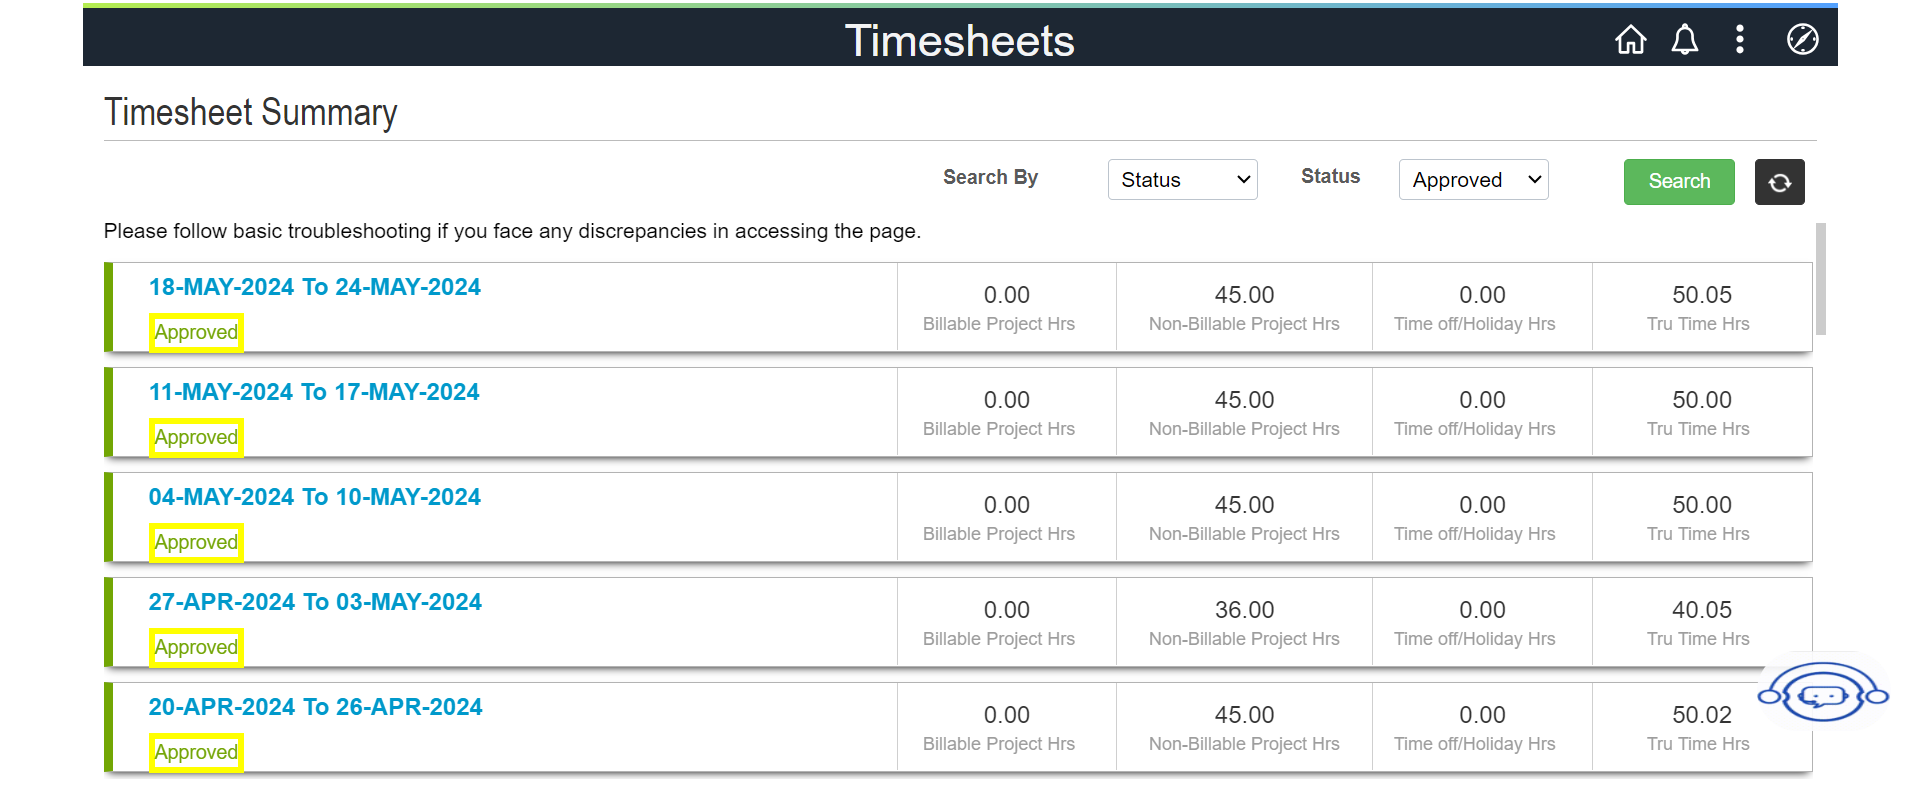 Timesheets
Timesheet Summary
Search By Status Status Approved Search
Please follow basic troubleshooting if you face any discrepancies in accessing the page.
18-MAY-2024 To 24-MAY-2024
Approved
0.00 45.00 0.00 50.05
Billable Project Hrs Non-Billable Project Hrs Time off/Holiday Hrs Tru Time Hrs
11-MAY-2024 To 17-MAY-2024
Approved
0.00 45.00 0.00 50.00
Billable Project Hrs Non-Billable Project Hrs Time off/Holiday Hrs Tru Time Hrs
04-MAY-2024 To 10-MAY-2024
Approved
0.00 45.00 0.00 50.00
Billable Project Hrs Non-Billable Project Hrs Time off/Holiday Hrs Tru Time Hrs
27-APR-2024 To 03-MAY-2024
Approved
0.00 36.00 0.00 40.05
Billable Project Hrs Non-Billable Project Hrs Time off/Holiday Hrs Tru Time Hrs
20-APR-2024 To 26-APR-2024
Approved
0.00 45.00 0.00 50.02
Billable Project Hrs Non-Billable Project Hrs Time off/Holiday Hrs Tru Time Hrs